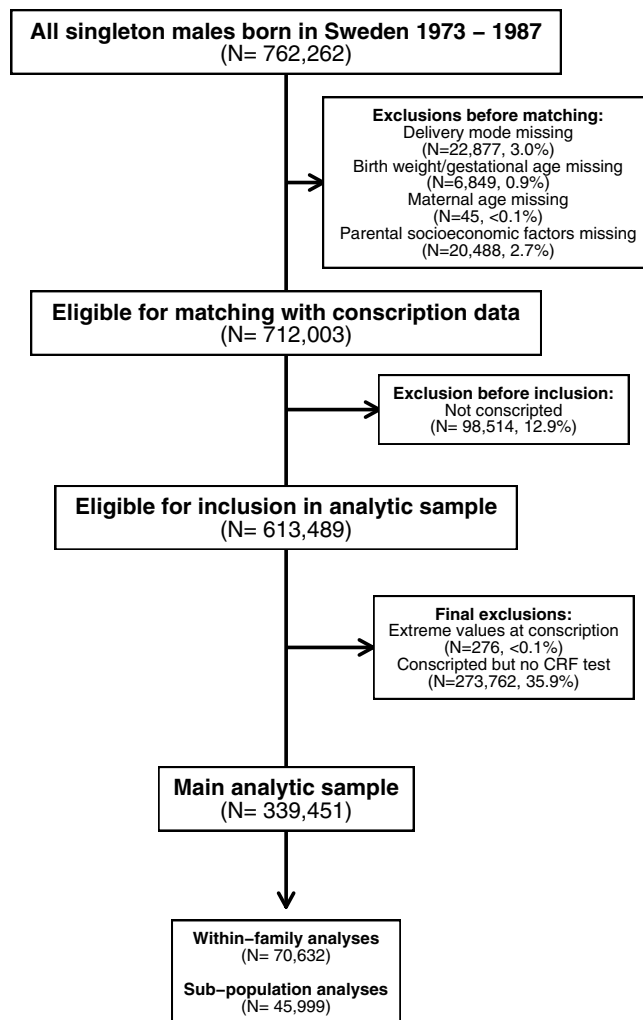 All singleton males born in Sweden 1973 – 1987
(N= 762,262)
Exclusions before matching:
Delivery mode missing
(N=22,877, 3.0%)
Birth weight/gestational age missing
(N=6,849, 0.9%)
Maternal age missing
(N=45, <0.1%)
Parental socioeconomic factors missing
(N=20,488, 2.7%)
Eligible for matching with conscription data
(N= 712,003)
Exclusion before inclusion:
Not conscripted
(N= 98,514, 12.9%)
Eligible for inclusion in analytic sample
(N= 613,489)
Final exclusions:
Extreme values at conscription
(N=276, <0.1%)
Conscripted but no CRF test
(N=273,762, 35.9%)
Main analytic sample
(N= 339,451)
Within−family analyses
(N= 70,632)
Sub−population analyses
(N= 45,999)